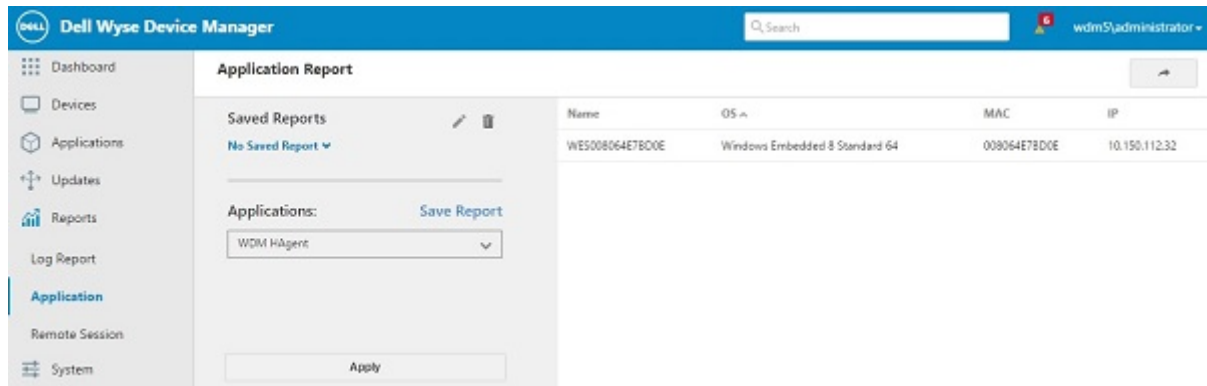 DELL Dell Wyse Device Manager
Search
6
wdm5\administrator
Dashboard
Devices
Applications
Updates
Reports
Log Report
Application
Remote Session
System
Application Report
Saved Reports
No Saved Report
Applications: Save Report
WDM HAgent
Apply
Name OS MAC IP
WES008064E7BD0E Windows Embedded 8 Standard 64 008064E7BD0E 10.150.112.32